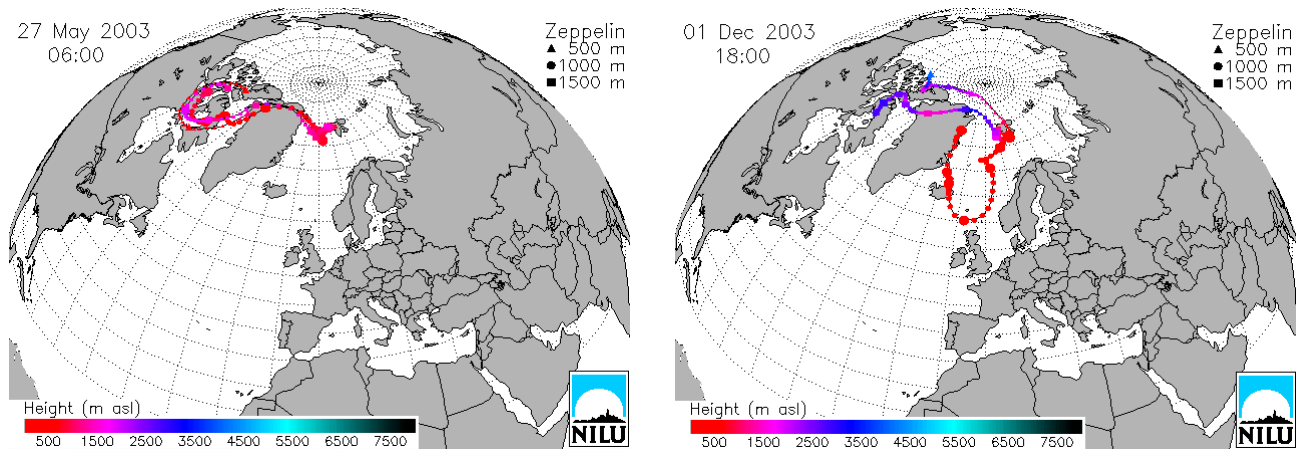 27 May 2003
06:00
Zeppelin
▲ 500 m
● 1000 m
■ 1500 m
Height (m asl)
500 1500 2500 3500 4500 5500 6500 7500
NILU
01 Dec 2003
18:00
Zeppelin
▲ 500 m
● 1000 m
■ 1500 m
Height (m asl)
500 1500 2500 3500 4500 5500 6500 7500
NILU